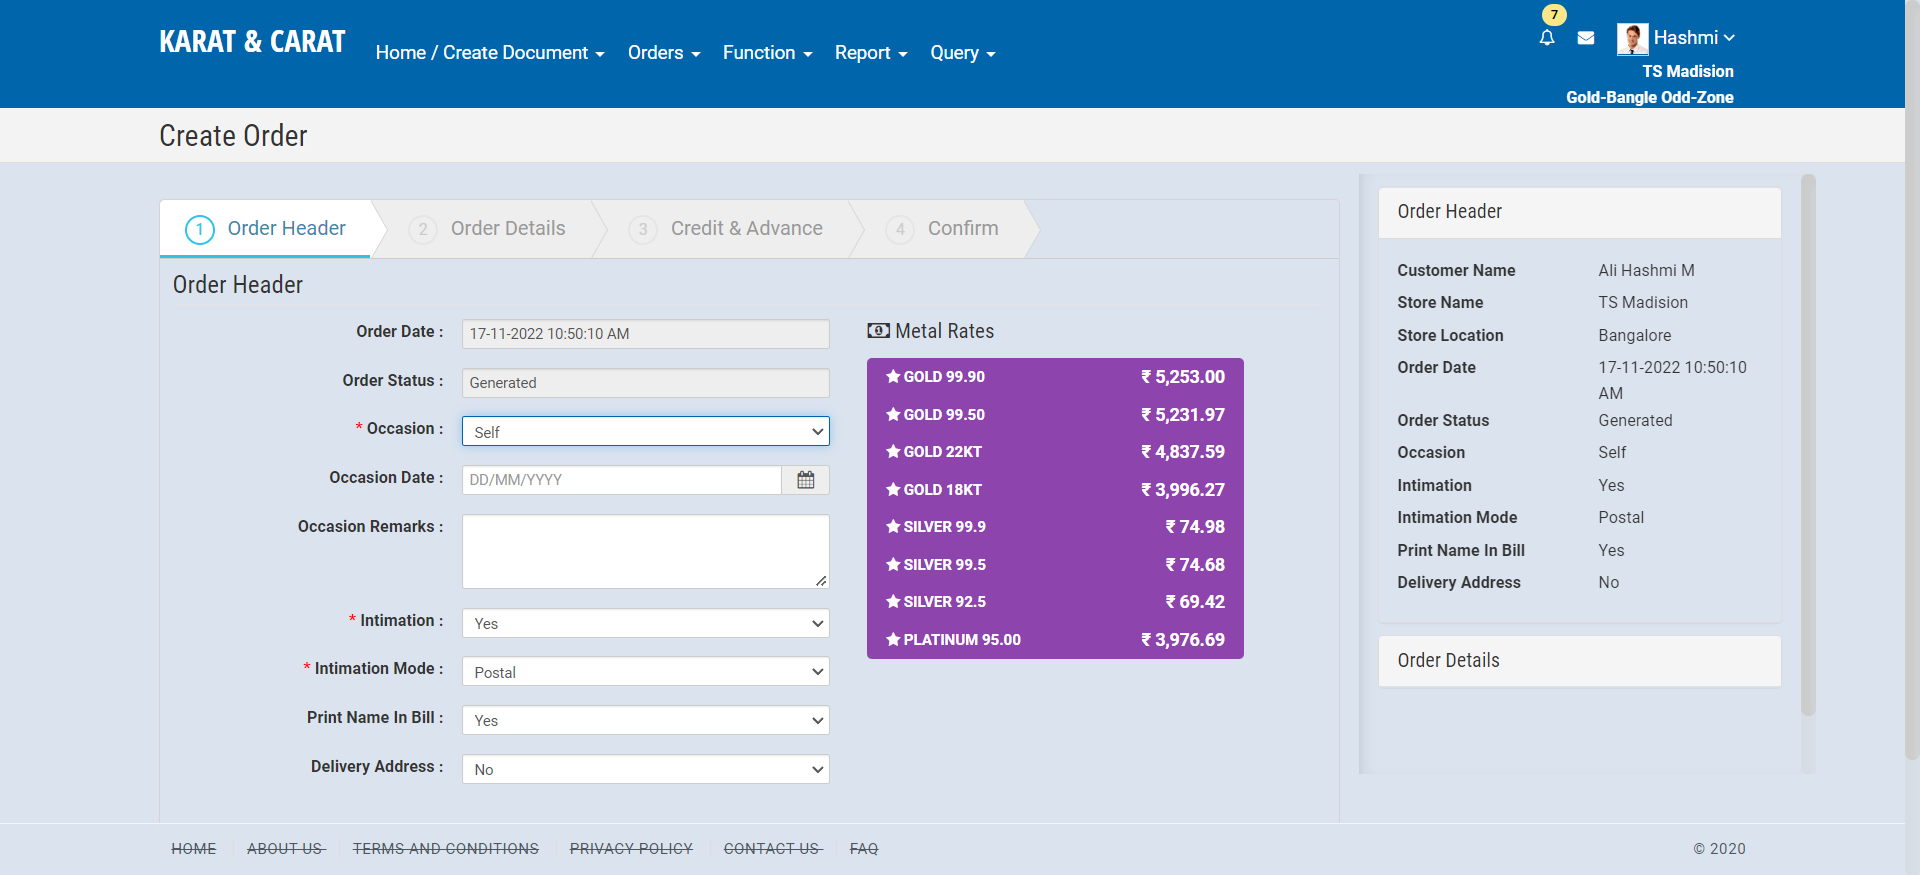 KARAT & CARAT
Home / Create Document
Orders
Function
Report
Query
7
Hashmi
TS Madision
Gold-Bangle Odd-Zone
Create Order
1 Order Header
2 Order Details
3 Credit & Advance
4 Confirm
Order Header
Order Date : 17-11-2022 10:50:10 AM
Order Status : Generated
* Occasion : Self
Occasion Date : DD/MM/YYYY
Occasion Remarks :
* Intimation : Yes
* Intimation Mode : Postal
Print Name In Bill : Yes
Delivery Address : No
Metal Rates
GOLD 99.90 ₹ 5,253.00
GOLD 99.50 ₹ 5,231.97
GOLD 22KT ₹ 4,837.59
GOLD 18KT ₹ 3,996.27
SILVER 99.9 ₹ 74.98
SILVER 99.5 ₹ 74.68
SILVER 92.5 ₹ 69.42
PLATINUM 95.00 ₹ 3,976.69
Order Header
Customer Name Ali Hashmi M
Store Name TS Madision
Store Location Bangalore
Order Date 17-11-2022 10:50:10
AM
Order Status Generated
Occasion Self
Intimation Yes
Intimation Mode Postal
Print Name In Bill Yes
Delivery Address No
Order Details
HOME
ABOUT US
TERMS AND CONDITIONS
PRIVACY POLICY
CONTACT US
FAQ
© 2020